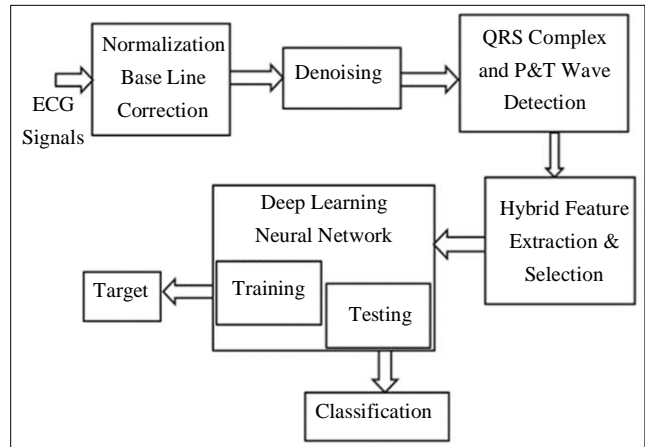 ECG
Signals
Normalization
Base Line
Correction
Denoising
QRS Complex
and P&T Wave
Detection
Hybrid Feature
Extraction &
Selection
Deep Learning
Neural Network
Training
Testing
Target
Classification